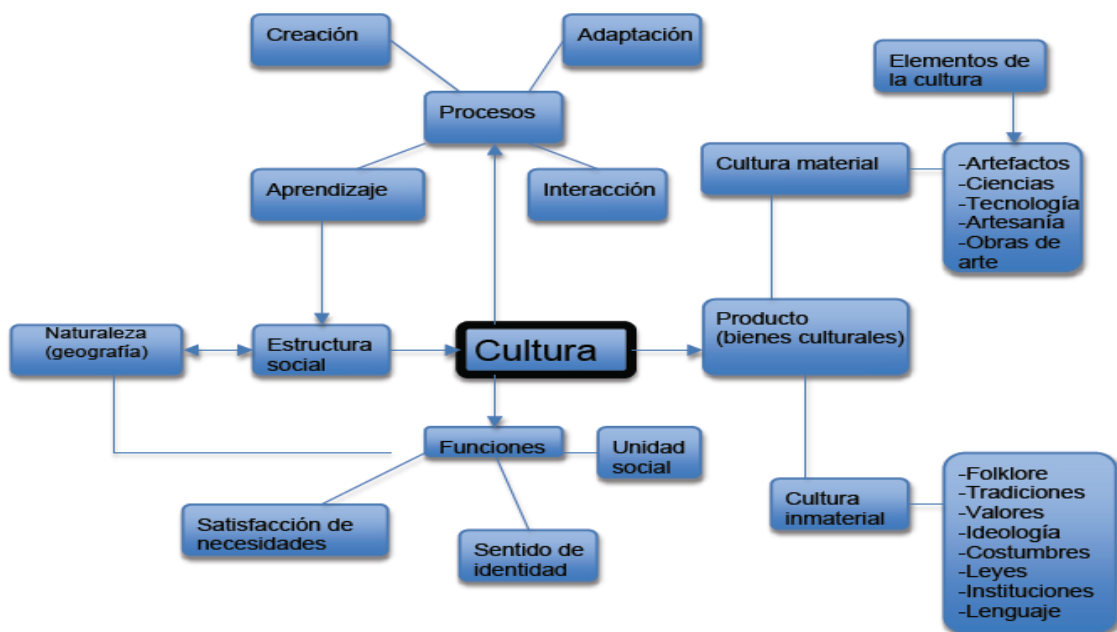 Creación
Adaptación
Elementos de
la cultura
Procesos
Cultura material
-Artefactos
-Ciencias
-Tecnología
-Artesanía
-Obras de
arte
Aprendizaje
Interacción
Naturaleza
(geografía)
Estructura
social
Cultura
Producto
(bienes culturales)
Funciones
Unidad
social
Satisfacción de
necesidades
Sentido de
identidad
Cultura
inmaterial
-Folklore
-Tradiciones
-Valores
-Ideología
-Costumbres
-Leyes
-Instituciones
-Lenguaje